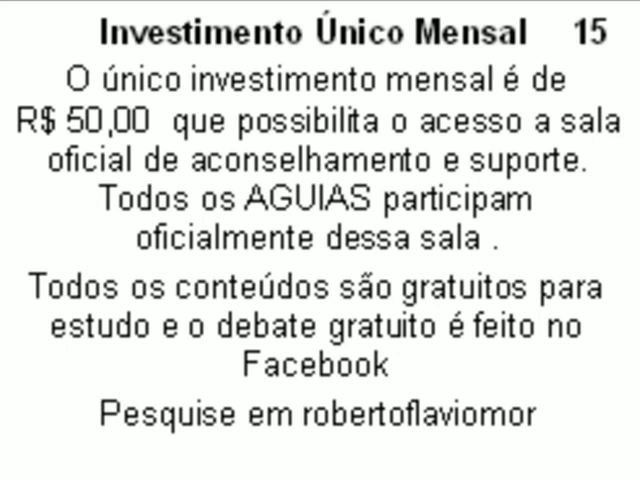 Investimento Único Mensal 15
O único investimento mensal é de
R$ 50,00 que possibilita o acesso a sala
oficial de aconselhamento e suporte.
Todos os AGUIAS participam
oficialmente dessa sala .
Todos os conteúdos são gratuitos para
estudo e o debate gratuito é feito no
Facebook
Pesquise em robertoflaviomor